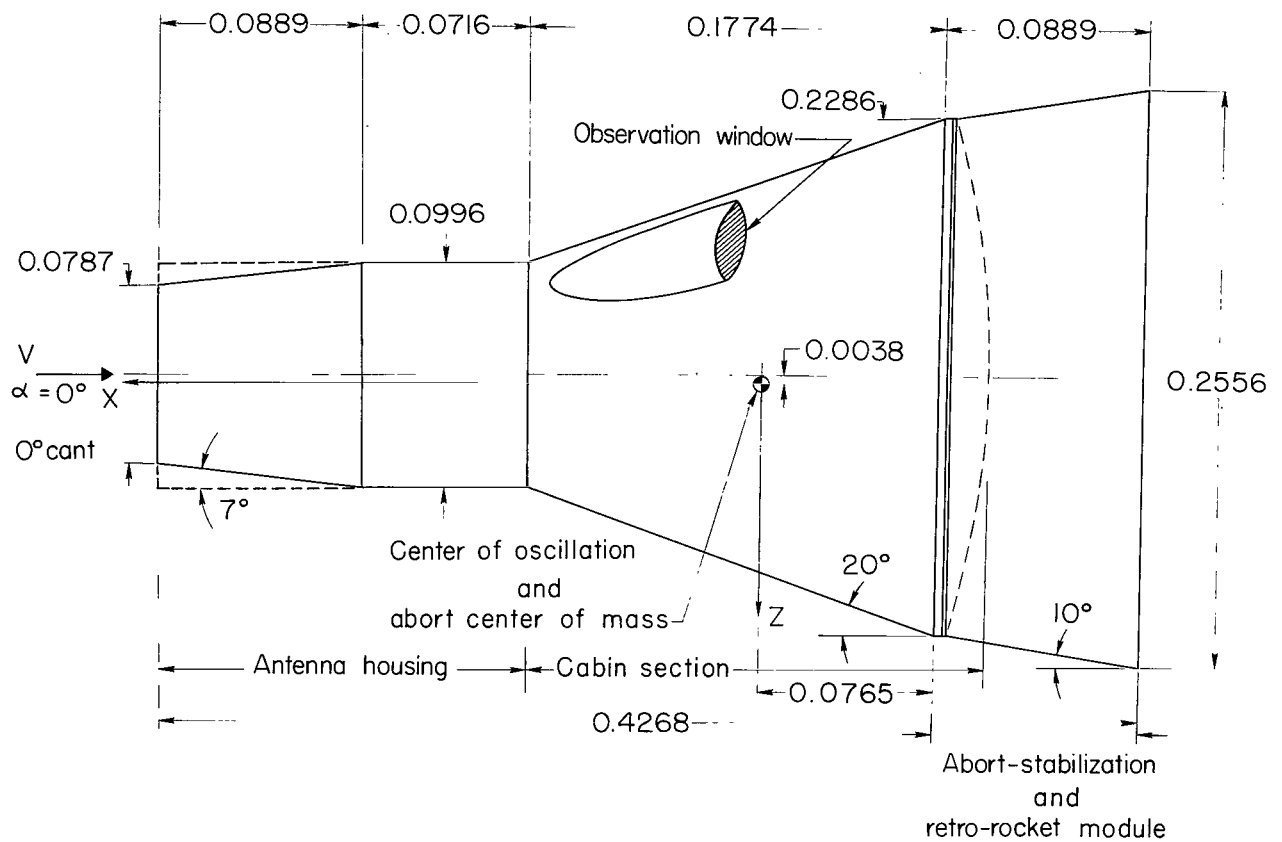 0.0889
0.0716
0.1774
0.0889
0.2286
Observation window
0.0996
0.0787
0.0038
V
α = 0°
X
0.2556
0° cant
7°
Center of oscillation
and
abort center of mass
20°
Z
10°
Antenna housing
Cabin section
0.0765
0.4268
Abort-stabilization
and
retro-rocket module